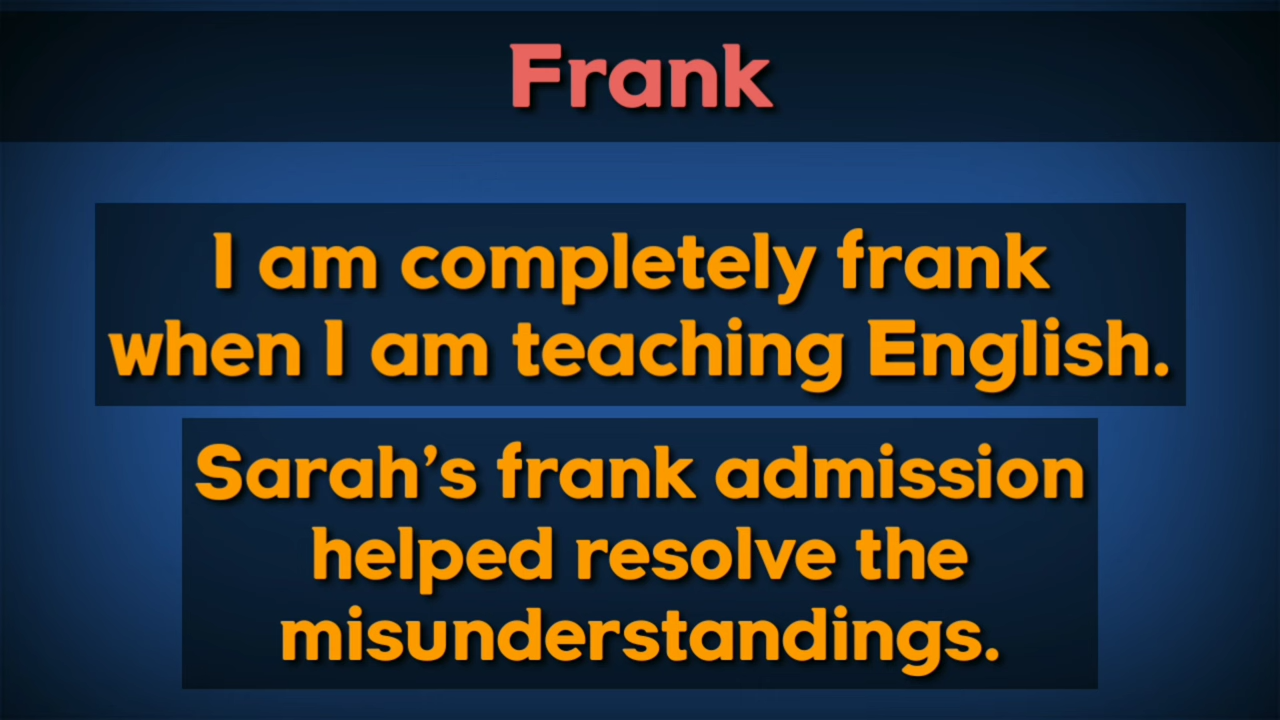 Frank
I am completely frank
when I am teaching English.
Sarah’s frank admission
helped resolve the
misunderstandings.